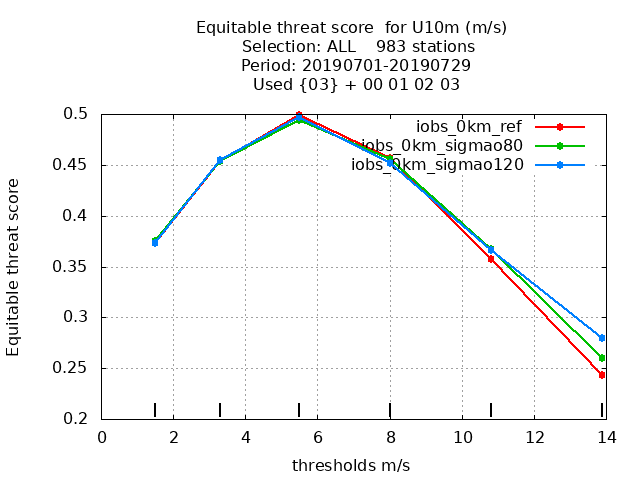 Equitable threat score for U10m (m/s)
Selection: ALL 983 stations
Period: 20190701-20190729
Used {03} + 00 01 02 03
0.5
0.45
0.4
0.35
0.3
0.25
0.2
Equitable threat score
iobs_0km_ref
iobs_0km_sigmao80
iobs_0km_sigmao120
0 2 4 6 8 10 12 14
thresholds m/s